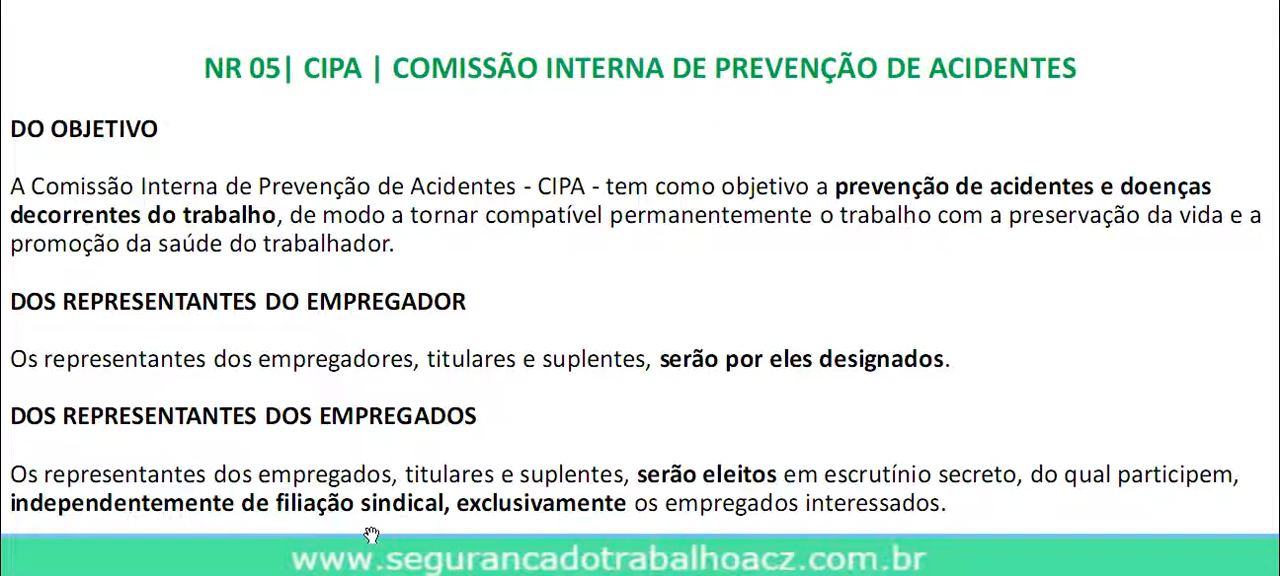 NR 05| CIPA | COMISSÃO INTERNA DE PREVENÇÃO DE ACIDENTES
DO OBJETIVO
A Comissão Interna de Prevenção de Acidentes - CIPA - tem como objetivo a prevenção de acidentes e doenças
decorrentes do trabalho, de modo a tornar compatível permanentemente o trabalho com a preservação da vida e a
promoção da saúde do trabalhador.
DOS REPRESENTANTES DO EMPREGADOR
Os representantes dos empregadores, titulares e suplentes, serão por eles designados.
DOS REPRESENTANTES DOS EMPREGADOS
Os representantes dos empregados, titulares e suplentes, serão eleitos em escrutínio secreto, do qual participem,
independentemente de filiação sindical, exclusivamente os empregados interessados.
www.segurancadotrabalhoacz.com.br